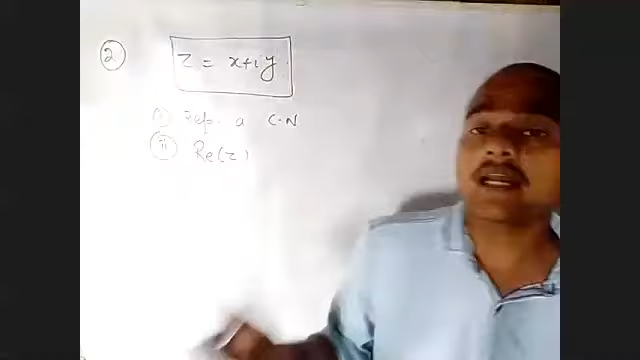 ② z = x+iy
(i) Rep. a C.N
(ii) Re(z)